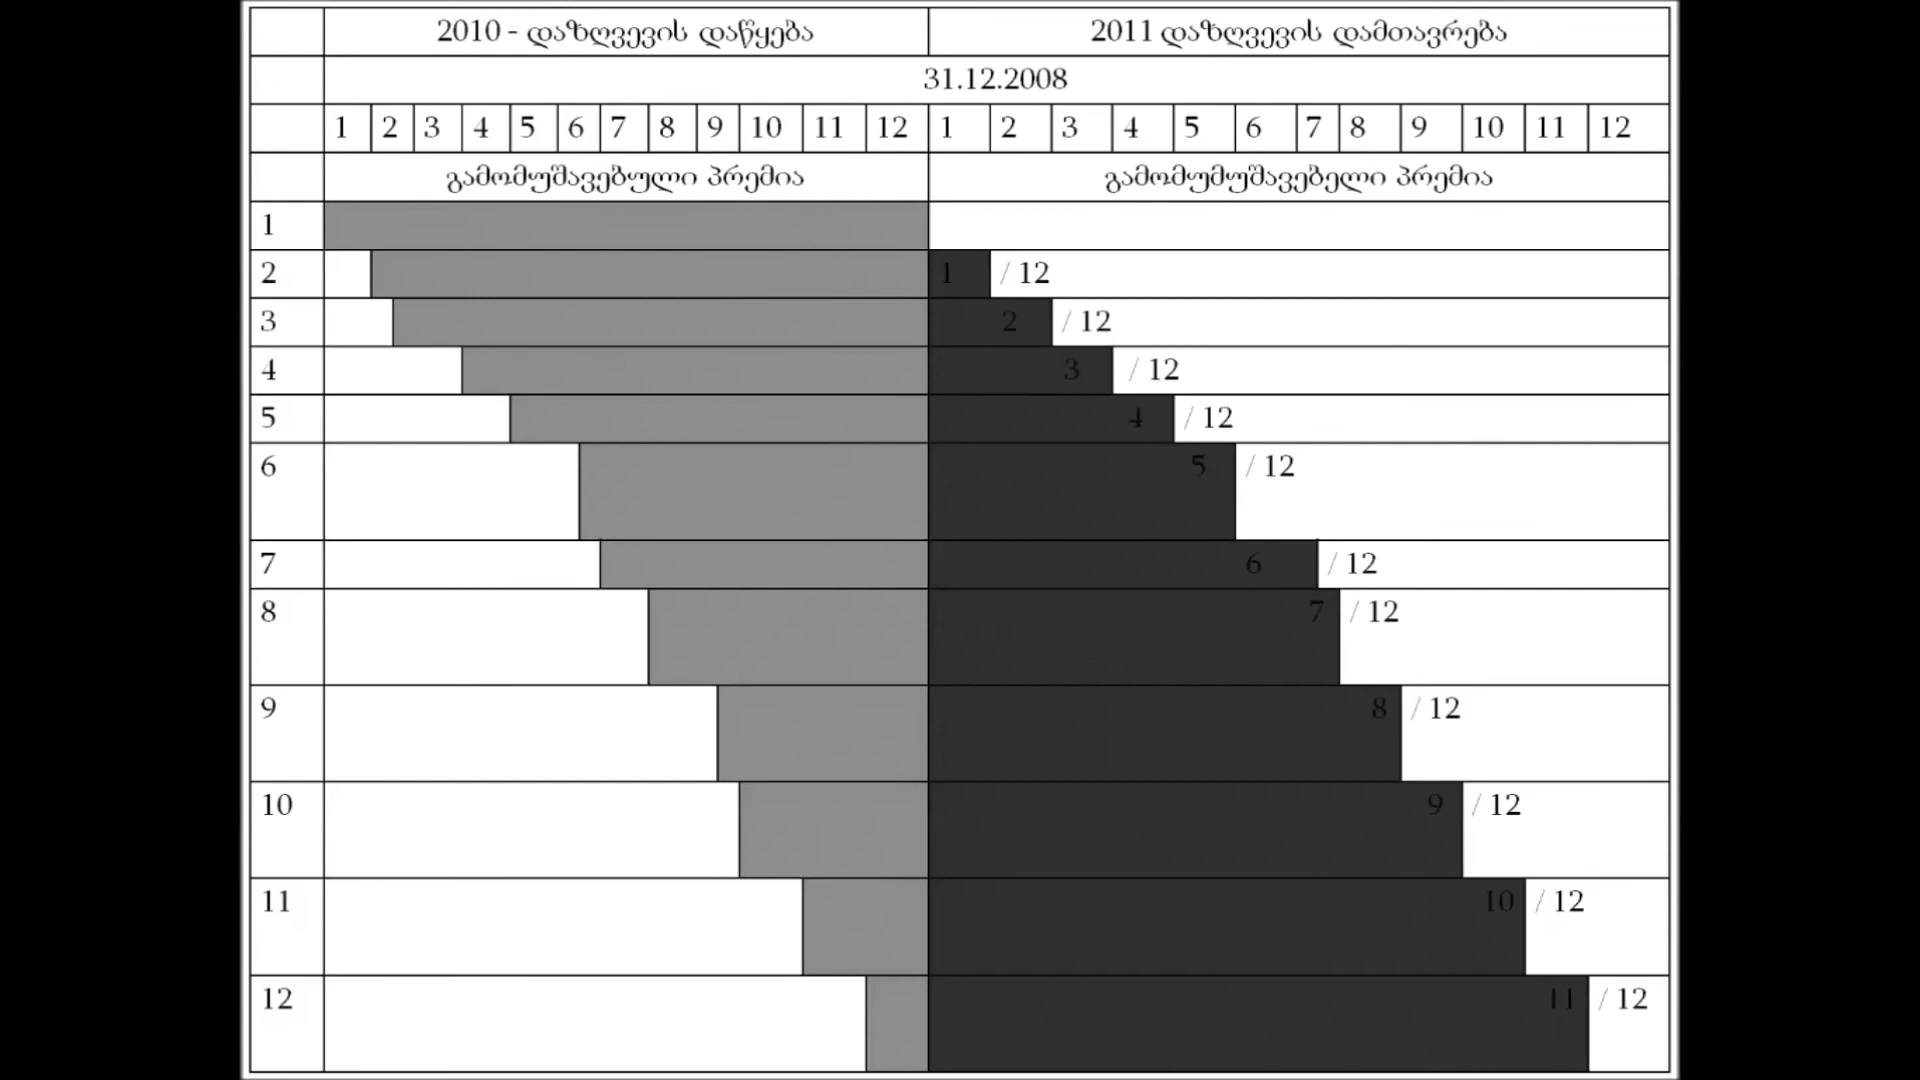 2010 - დაზღვევის დაწყება 2011 დაზღვევის დამთავრება
31.12.2008
1 2 3 4 5 6 7 8 9 10 11 12 1 2 3 4 5 6 7 8 9 10 11 12
გამომუშავებული პრემია გამომუმუშავებელი პრემია
1
2 1 / 12
3 2 / 12
4 3 / 12
5 4 / 12
6 5 / 12
7 6 / 12
8 7 / 12
9 8 / 12
10 9 / 12
11 10 / 12
12 11 / 12